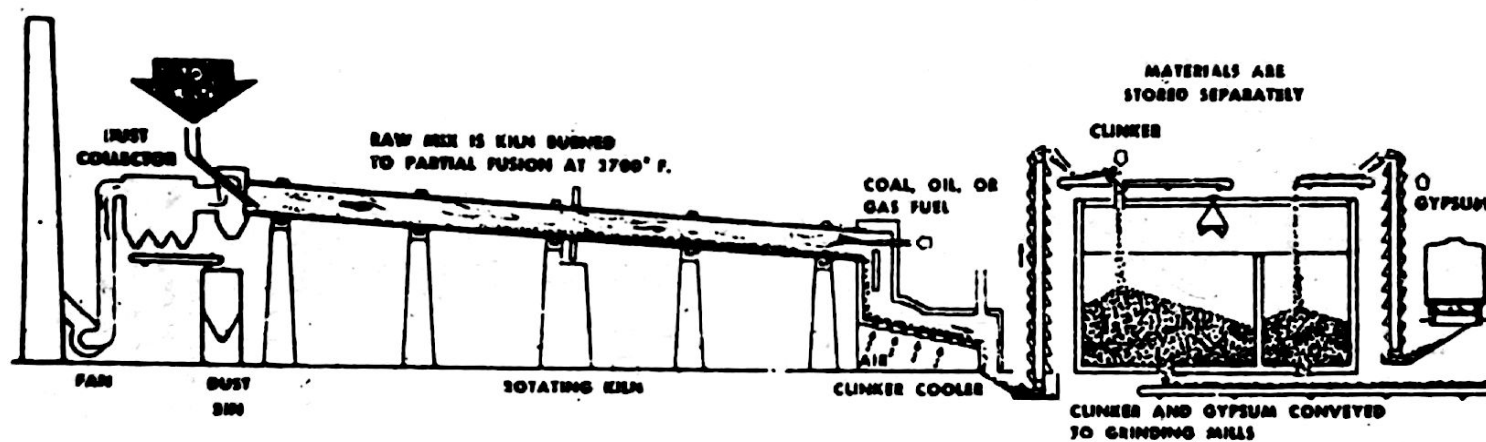 TO
DUST
COLLECTOR
RAW MIX IS KILN BURNED
TO PARTIAL FUSION AT 2700° F.
COAL, OIL, OR
GAS FUEL
MATERIALS ARE
STORED SEPARATELY
CLINKER
GYPSUM
AIR
FAN
DUST
BIN
ROTATING KILN
CLINKER COOLER
CLINKER AND GYPSUM CONVEYED
TO GRINDING MILLS